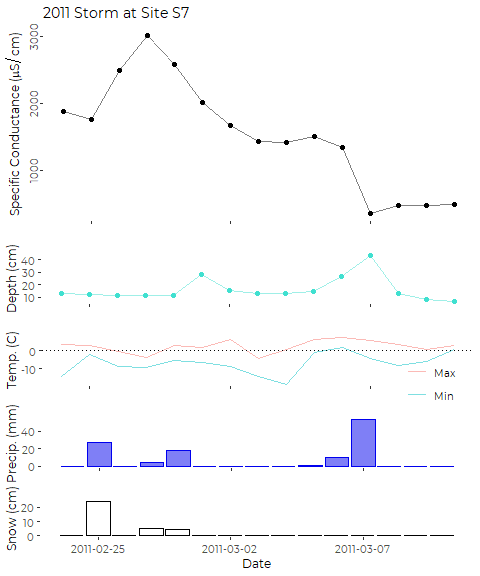 2011 Storm at Site S7
Specific Conductance (µS/cm)
3000
2000
1000
Depth (cm)
40
30
20
10
Temp. (C)
0
-10
Max
Min
Precip. (mm)
40
20
0
Snow (cm)
20
10
0
2011-02-25 2011-03-02 2011-03-07
Date